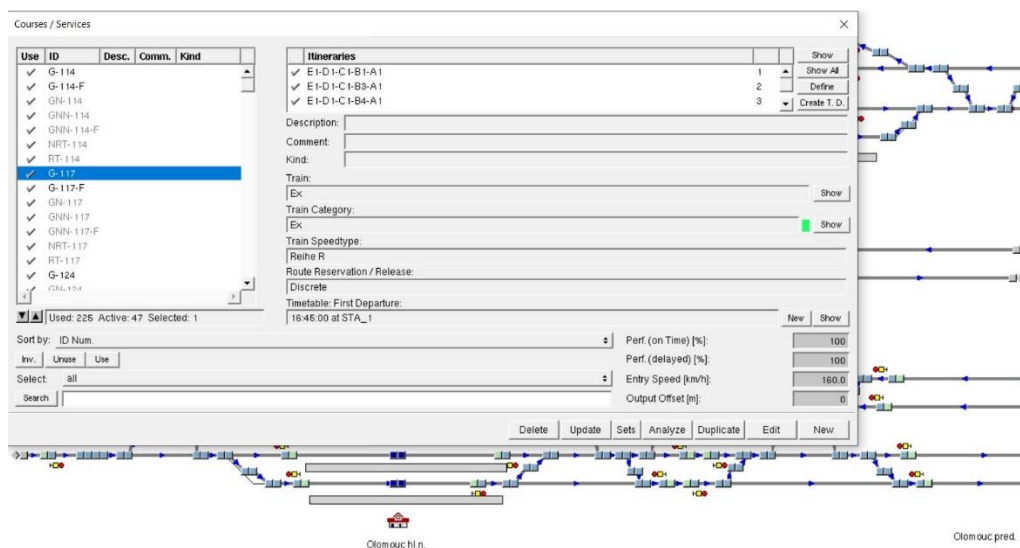 Courses / Services
Use ID Desc. Comm. Kind
G-114
G-114-F
GN-114
GNN-114
GNN-114-F
NRT-114
RT-114
G-117
G-117-F
GN-117
GNN-117
GNN-117-F
NRT-117
RT-117
G-124
GN-124
Used: 225 Active: 47 Selected: 1
Itineraries
E1-D1-C1-B1-A1 1
E1-D1-C1-B3-A1 2
E1-D1-C1-B4-A1 3
Show
Show All
Define
Create T. D.
Description:
Comment:
Kind:
Train:
Ex Show
Train Category:
Ex Show
Train Speedtype:
Reihe R
Route Reservation / Release:
Discrete
Timetable: First Departure:
16:45:00 at STA_1 New Show
Sort by: ID Num.
Inv. Unuse Use
Select: all
Search
Perf. (on Time) [%]: 100
Perf. (delayed) [%]: 100
Entry Speed [km/h]: 160.0
Output Offset [m]: 0
Delete Update Sets Analyze Duplicate Edit New
Olomouc hl.n.
Olomouc pred.